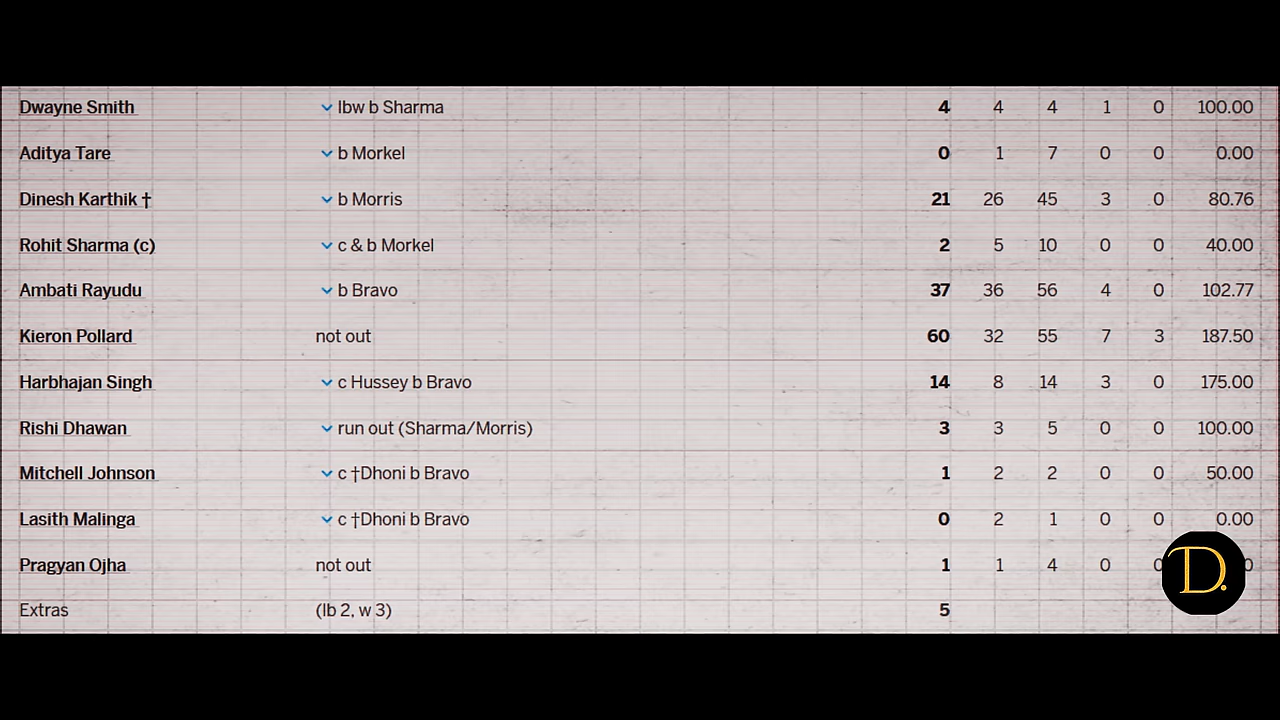 Dwayne Smith lbw b Sharma 4 4 4 1 0 100.00
Aditya Tare b Morkel 0 1 7 0 0 0.00
Dinesh Karthik † b Morris 21 26 45 3 0 80.76
Rohit Sharma (c) c & b Morkel 2 5 10 0 0 40.00
Ambati Rayudu b Bravo 37 36 56 4 0 102.77
Kieron Pollard not out 60 32 55 7 3 187.50
Harbhajan Singh c Hussey b Bravo 14 8 14 3 0 175.00
Rishi Dhawan run out (Sharma/Morris) 3 3 5 0 0 100.00
Mitchell Johnson c †Dhoni b Bravo 1 2 2 0 0 50.00
Lasith Malinga c †Dhoni b Bravo 0 2 1 0 0 0.00
Pragyan Ojha not out 1 1 4 0 0
Extras (lb 2, w 3) 5
D.